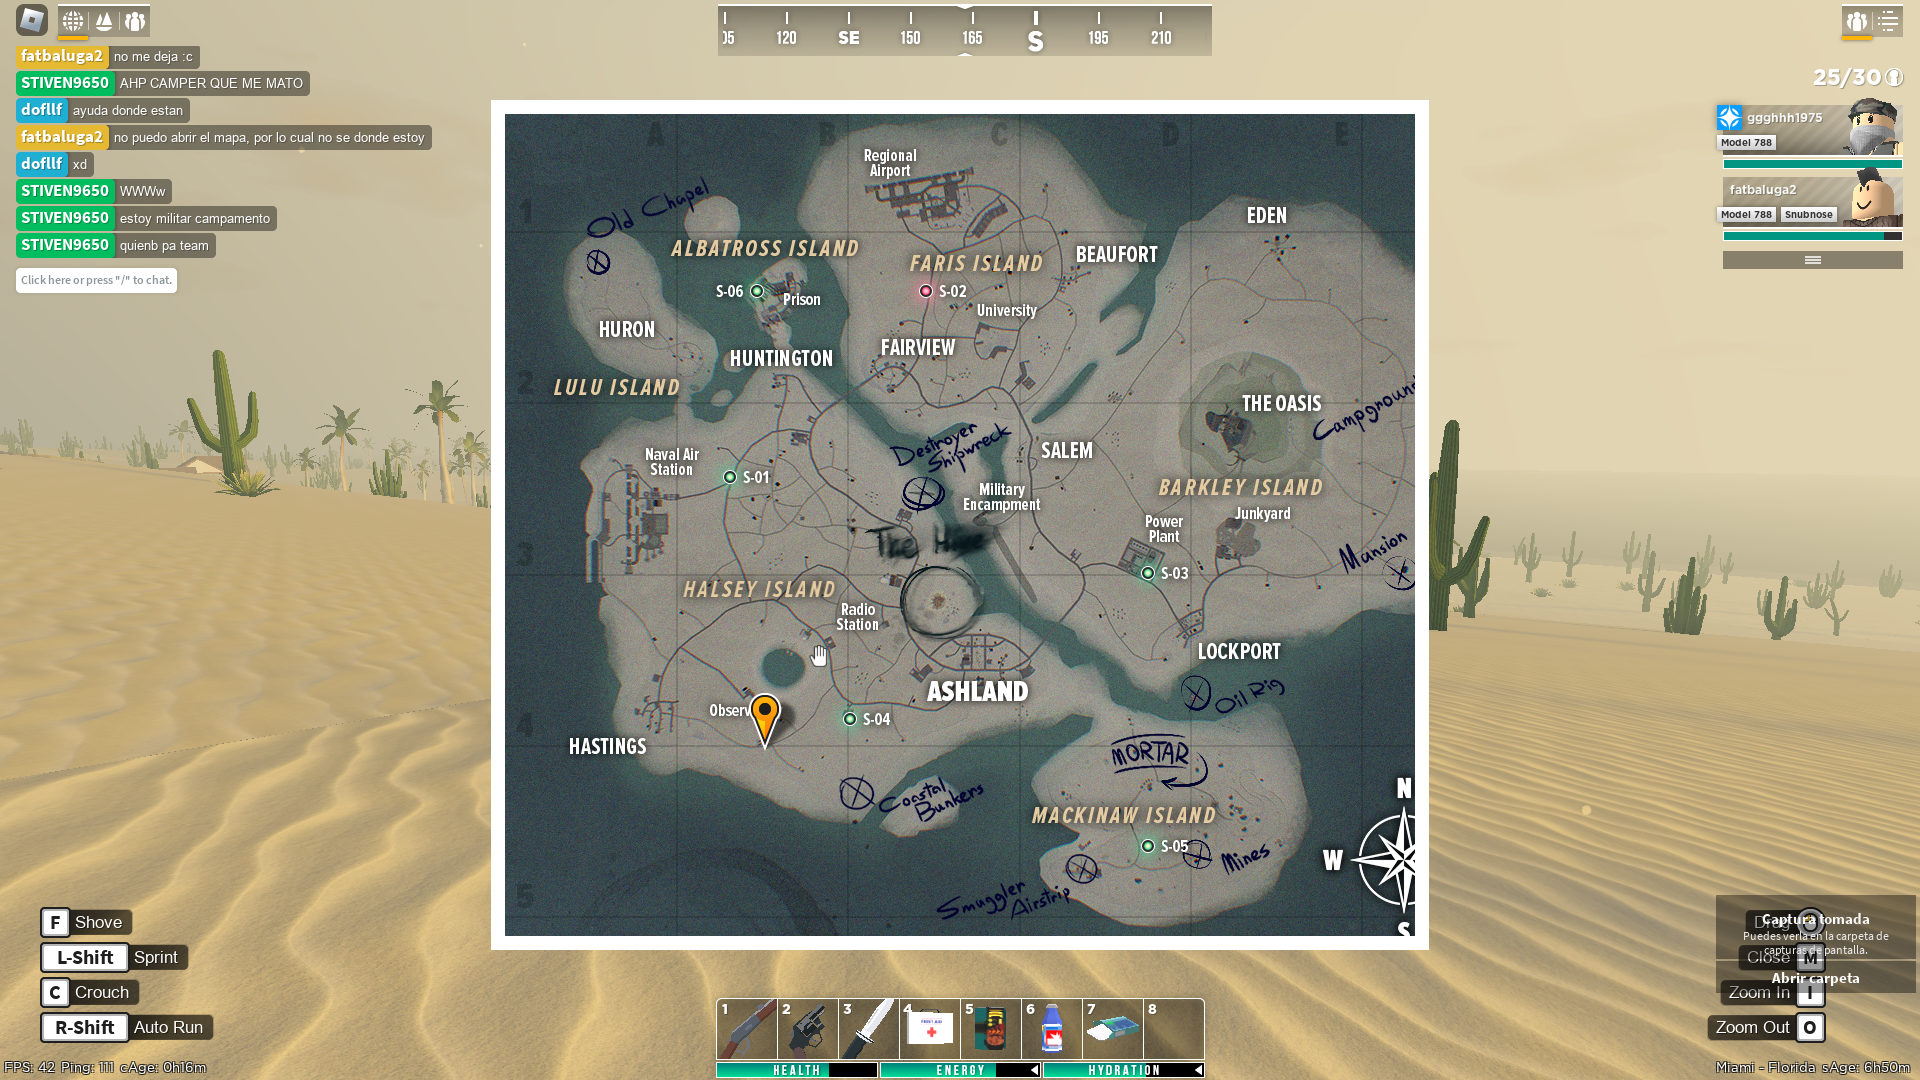 05 120 SE 150 165 S 195 210
fatbaluga2 no me deja :c
STIVEN9650 AHP CAMPER QUE ME MATO
dofllf ayuda donde estan
fatbaluga2 no puedo abrir el mapa, por lo cual no se donde estoy
dofllf xd
STIVEN9650 WWWw
STIVEN9650 estoy militar campamento
STIVEN9650 quienb pa team
Click here or press "/" to chat.
25/30
ggghhh1975
Model 788
fatbaluga2
Model 788 Snubnose
A B C D E
1
2
3
4
5
Regional
Airport
Old Chapel
EDEN
ALBATROSS ISLAND
BEAUFORT
FARIS ISLAND
S-06
Prison
S-02
University
HURON
FAIRVIEW
HUNTINGTON
LULU ISLAND
THE OASIS
Campground
Destroyer
Shipwreck
SALEM
Naval Air
Station
S-01
BARKLEY ISLAND
Military
Encampment
Junkyard
Power
Plant
The Hive
Mansion
S-03
HALSEY ISLAND
Radio
Station
LOCKPORT
ASHLAND
Oil Rig
Observ
S-04
HASTINGS
MORTAR
Coastal
Bunkers
MACKINAW ISLAND
S-05
Mines
Smuggler
Airstrip
N
W
S
F Shove
L-Shift Sprint
C Crouch
R-Shift Auto Run
Captura tomada
Puedes verla en la carpeta de
capturas de pantalla.
Close M
Abrir carpeta
Zoom In I
Zoom Out O
1 2 3 4 5 6 7 8
FIRST AID
HEALTH ENERGY HYDRATION
FPS: 42 Ping: 111 cAge: 0h16m
Miami - Florida sAge: 6h50m